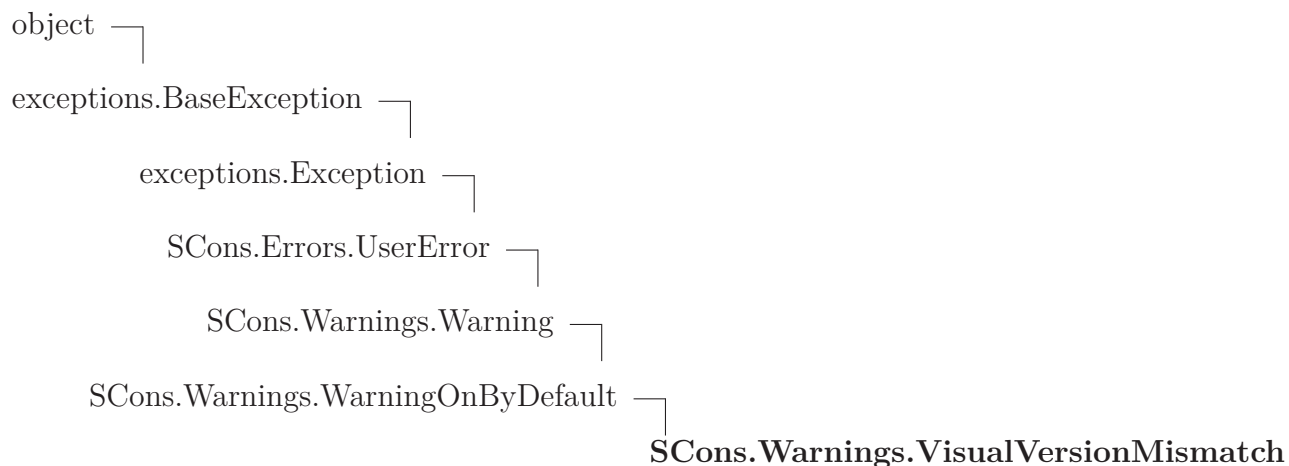 object
exceptions.BaseException
exceptions.Exception
SCons.Errors.UserError
SCons.Warnings.Warning
SCons.Warnings.WarningOnByDefault
SCons.Warnings.VisualVersionMismatch